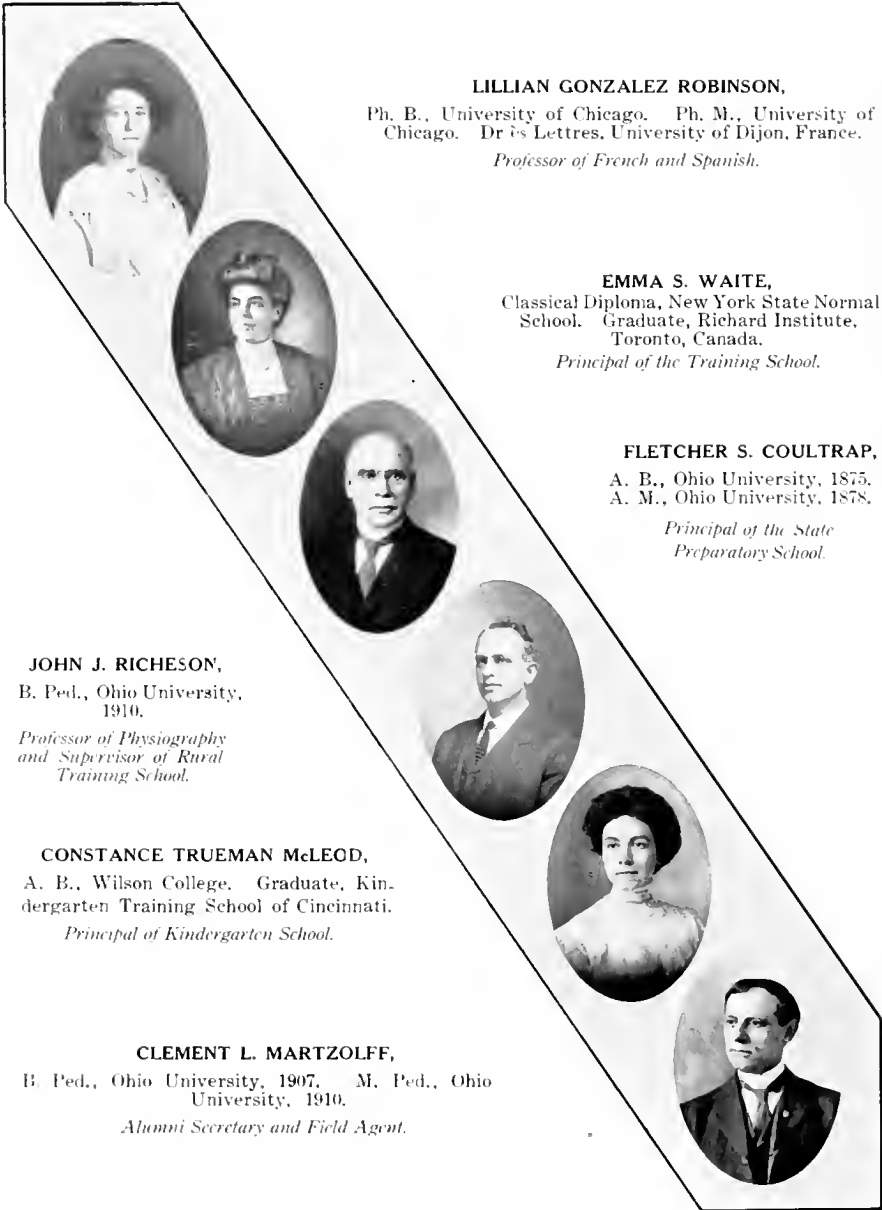 LILLIAN GONZALEZ ROBINSON,
Ph. B., University of Chicago. Ph. M., University of
Chicago. Dr ès Lettres, University of Dijon, France.
Professor of French and Spanish.
EMMA S. WAITE,
Classical Diploma, New York State Normal
School. Graduate, Richard Institute,
Toronto, Canada.
Principal of the Training School.
FLETCHER S. COULTRAP,
A. B., Ohio University, 1875.
A. M., Ohio University, 1878.
Principal of the State
Preparatory School.
JOHN J. RICHESON,
B. Ped., Ohio University,
1910.
Professor of Physiography
and Supervisor of Rural
Training School.
CONSTANCE TRUEMAN McLEOD,
A. B., Wilson College. Graduate, Kin-
dergarten Training School of Cincinnati.
Principal of Kindergarten School.
CLEMENT L. MARTZOLFF,
B. Ped., Ohio University, 1907. M. Ped., Ohio
University, 1910.
Alumni Secretary and Field Agent.